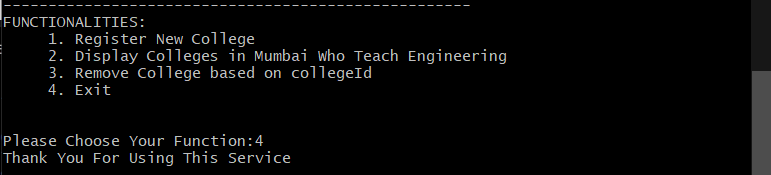 ----------------------------------------------------
FUNCTIONALITIES:
1. Register New College
2. Display Colleges in Mumbai Who Teach Engineering
3. Remove College based on collegeId
4. Exit
Please Choose Your Function:4
Thank You For Using This Service